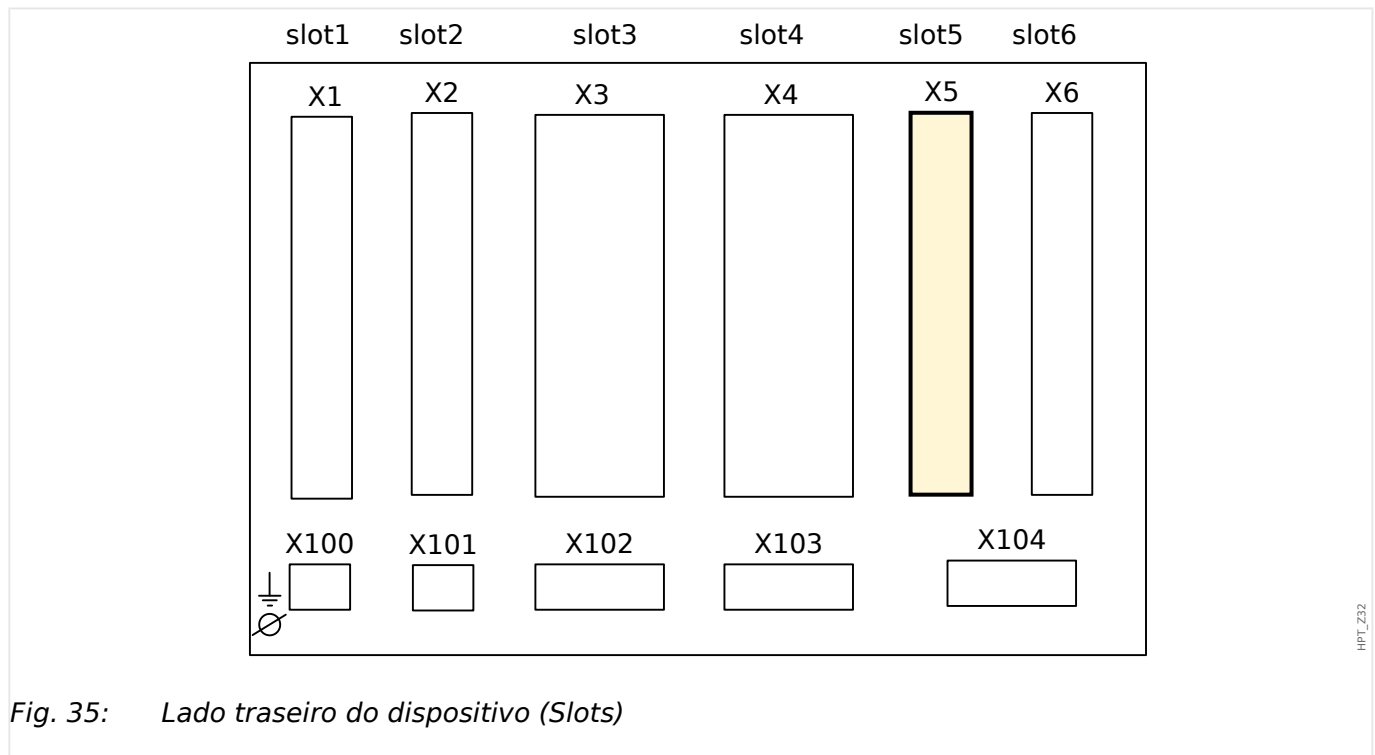 slot1 slot2 slot3 slot4 slot5 slot6
X1 X2 X3 X4 X5 X6
X100 X101 X102 X103 X104
HPT_Z32
Fig. 35: Lado traseiro do dispositivo (Slots)